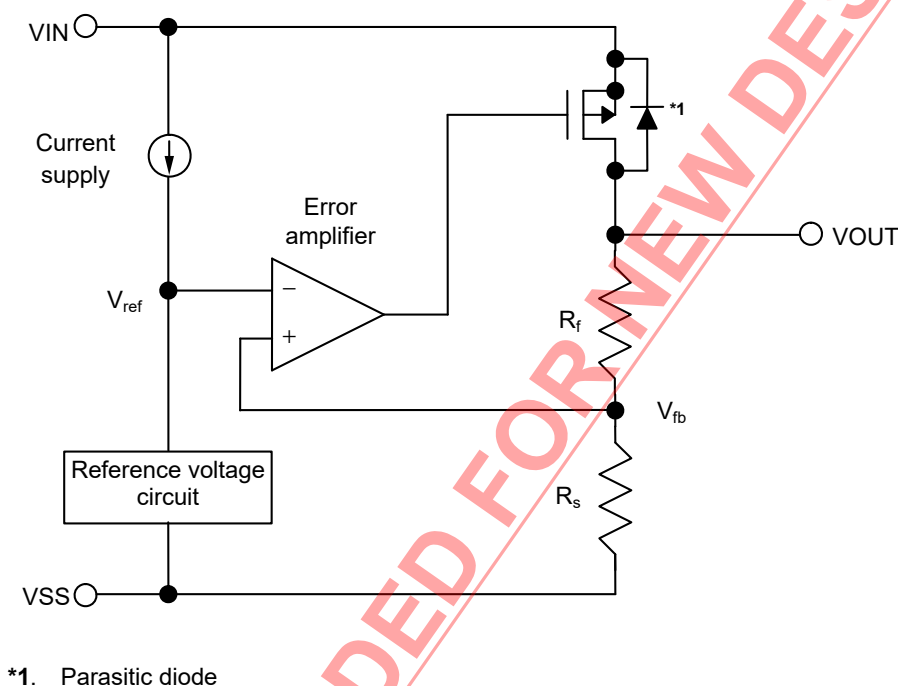 VIN
*1
Current
supply
Error
amplifier
VOUT
−
Vref
Rf
+
Vfb
Reference voltage
circuit
Rs
VSS
*1. Parasitic diode
DED FOR NEW DES